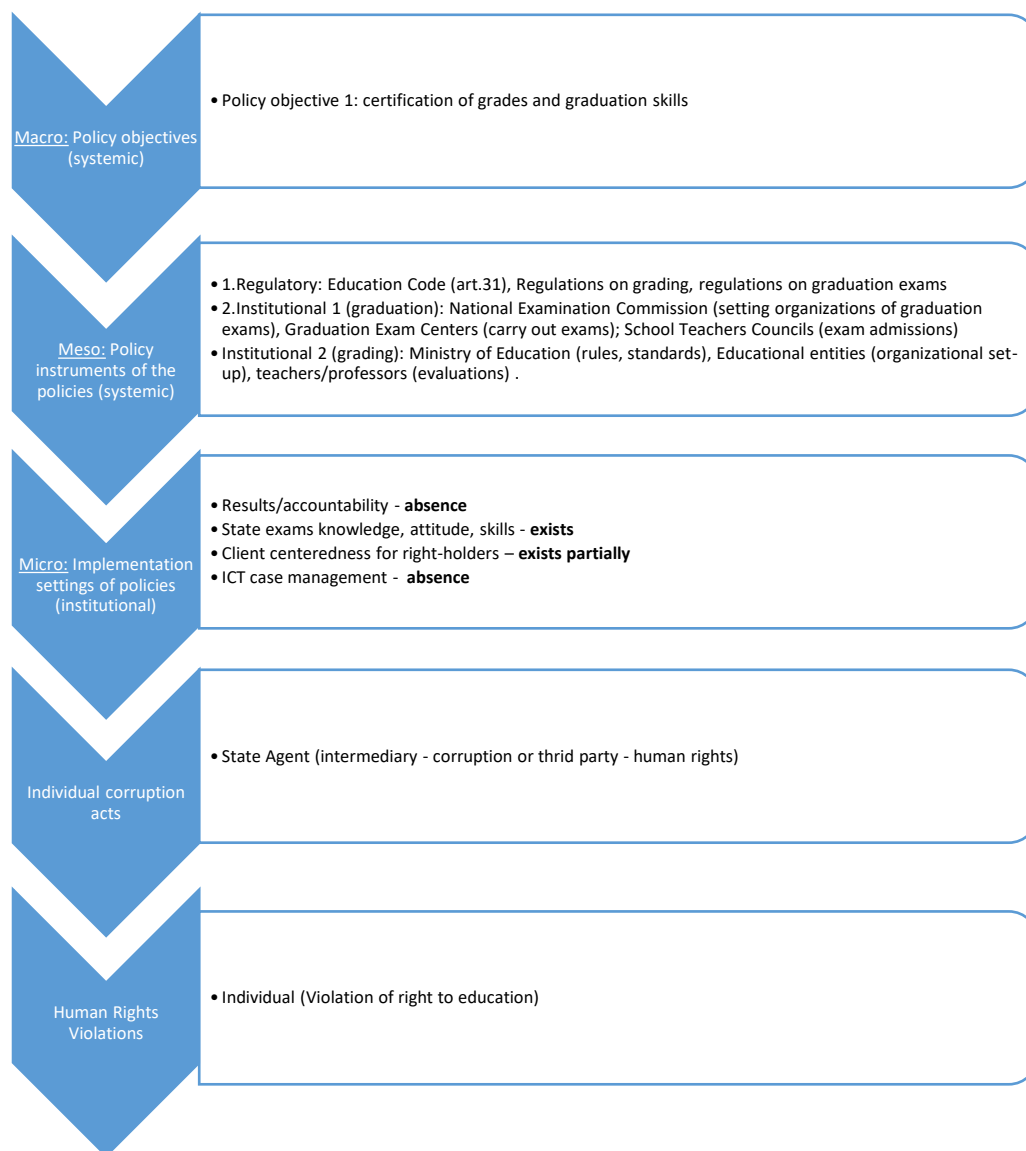 Macro: Policy objectives
(systemic)
• Policy objective 1: certification of grades and graduation skills
Meso: Policy
instruments of the
policies (systemic)
• 1.Regulatory: Education Code (art.31), Regulations on grading, regulations on graduation exams
• 2.Institutional 1 (graduation): National Examination Commission (setting organizations of graduation
exams), Graduation Exam Centers (carry out exams); School Teachers Councils (exam admissions)
• Institutional 2 (grading): Ministry of Education (rules, standards), Educational entities (organizational set-
up), teachers/professors (evaluations) .
Micro: Implementation
settings of policies
(institutional)
• Results/accountability - absence
• State exams knowledge, attitude, skills - exists
• Client centeredness for right-holders – exists partially
• ICT case management - absence
Individual corruption
acts
• State Agent (intermediary - corruption or thrid party - human rights)
Human Rights
Violations
• Individual (Violation of right to education)